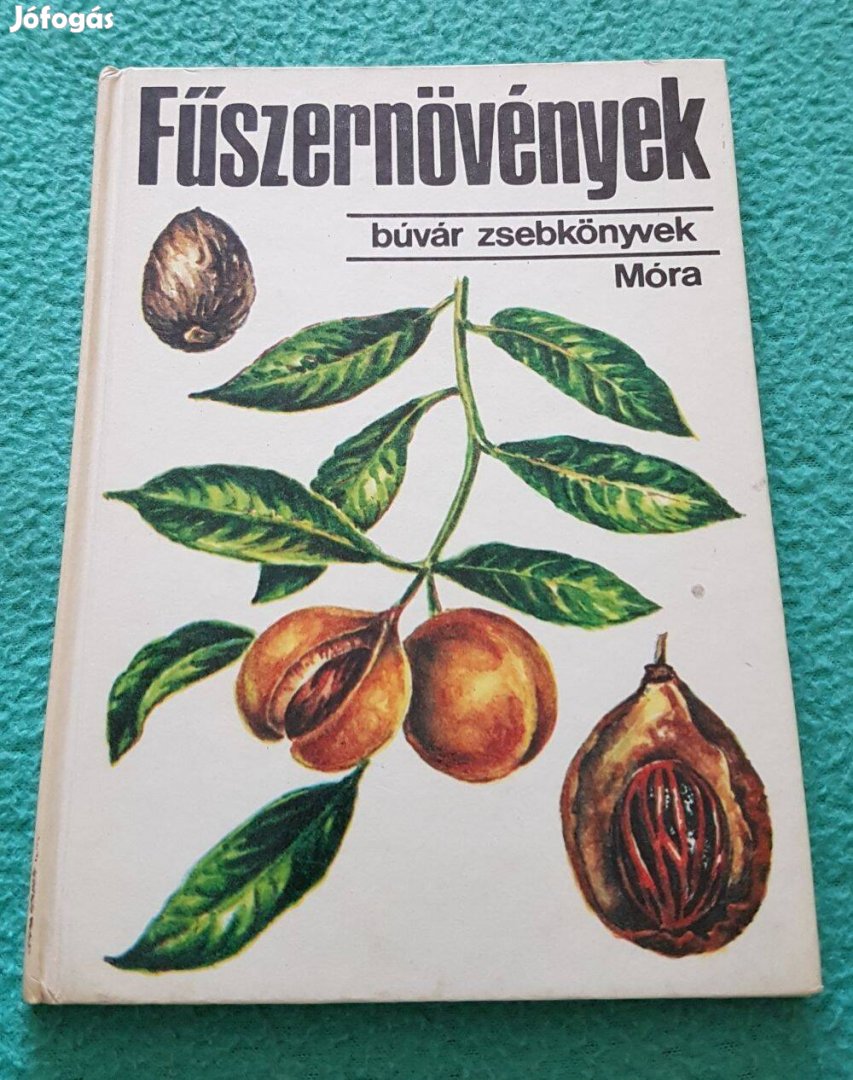 Jófogás
Fűszernövények
búvár zsebkönyvek
Móra